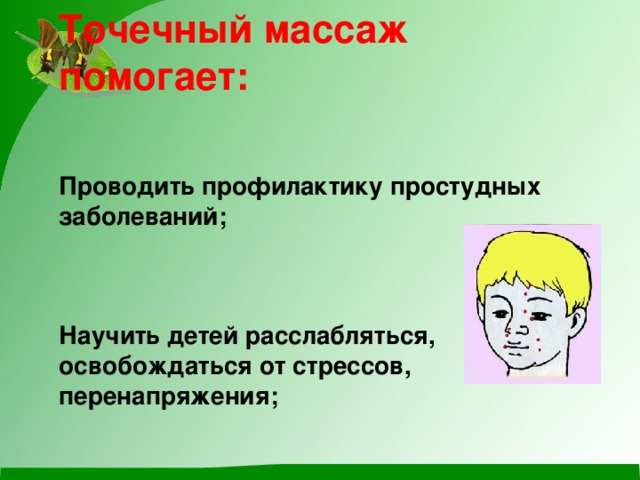 Точечный массаж
помогает:
Проводить профилактику простудных
заболеваний;
Научить детей расслабляться,
освобождаться от стрессов,
перенапряжения;